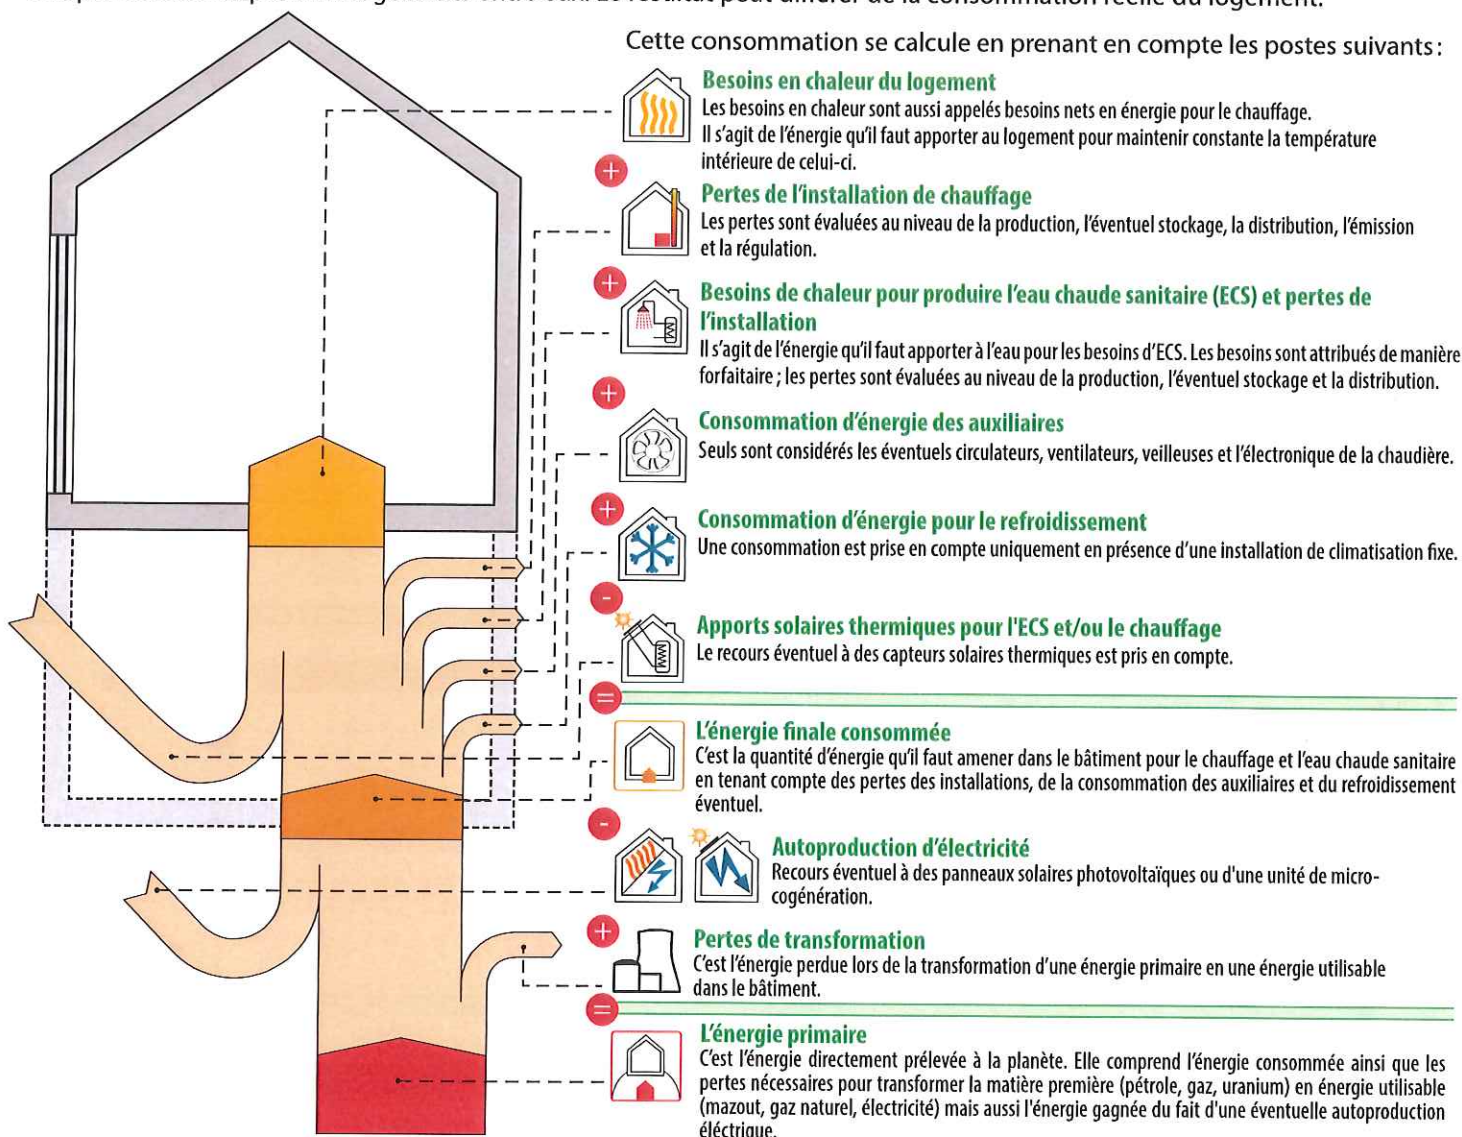 Cette consommation se calcule en prenant en compte les postes suivants :
Besoins en chaleur du logement
Les besoins en chaleur sont aussi appelés besoins nets en énergie pour le chauffage.
Il s'agit de l'énergie qu'il faut apporter au logement pour maintenir constante la température
intérieure de celui-ci.
+
Pertes de l'installation de chauffage
Les pertes sont évaluées au niveau de la production, l'éventuel stockage, la distribution, l'émission
et la régulation.
+
Besoins de chaleur pour produire l'eau chaude sanitaire (ECS) et pertes de
l'installation
Il s'agit de l'énergie qu'il faut apporter à l'eau pour les besoins d'ECS. Les besoins sont attribués de manière
forfaitaire ; les pertes sont évaluées au niveau de la production, l'éventuel stockage et la distribution.
+
Consommation d'énergie des auxiliaires
Seuls sont considérés les éventuels circulateurs, ventilateurs, veilleuses et l'électronique de la chaudière.
+
Consommation d'énergie pour le refroidissement
Une consommation est prise en compte uniquement en présence d'une installation de climatisation fixe.
-
Apports solaires thermiques pour l'ECS et/ou le chauffage
Le recours éventuel à des capteurs solaires thermiques est pris en compte.
=
L'énergie finale consommée
C'est la quantité d'énergie qu'il faut amener dans le bâtiment pour le chauffage et l'eau chaude sanitaire
en tenant compte des pertes des installations, de la consommation des auxiliaires et du refroidissement
éventuel.
-
Autoproduction d'électricité
Recours éventuel à des panneaux solaires photovoltaïques ou d'une unité de micro-
cogénération.
+
Pertes de transformation
C'est l'énergie perdue lors de la transformation d'une énergie primaire en une énergie utilisable
dans le bâtiment.
=
L'énergie primaire
C'est l'énergie directement prélevée à la planète. Elle comprend l'énergie consommée ainsi que les
pertes nécessaires pour transformer la matière première (pétrole, gaz, uranium) en énergie utilisable
(mazout, gaz naturel, électricité) mais aussi l'énergie gagnée du fait d'une éventuelle autoproduction
éléctrique.